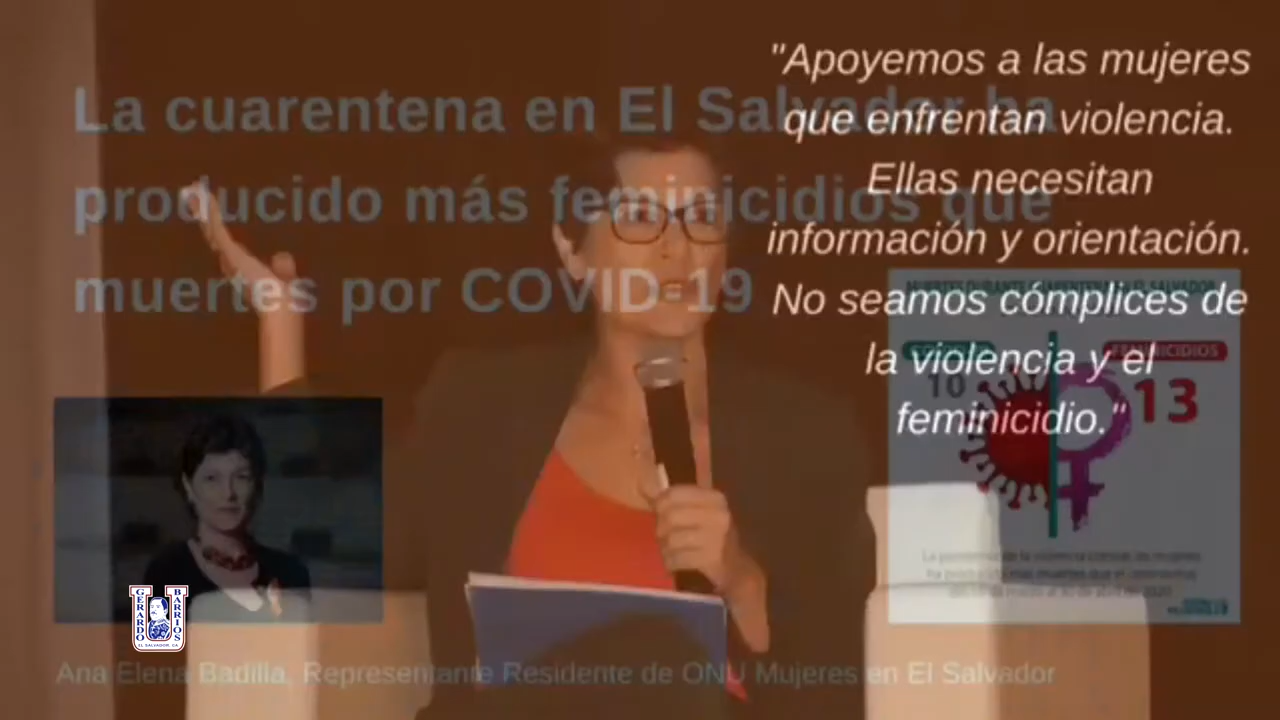 La cuarentena en El Salvador ha
producido más feminicidios que
muertes por COVID-19
"Apoyemos a las mujeres
que enfrentan violencia.
Ellas necesitan
información y orientación.
No seamos cómplices de
la violencia y el
feminicidio."
FEMINICIDIOS
10
13
GERARDO
BARRIOS
EL SALVADOR, C.A.
Ana Elena Badilla, Representante Residente de ONU Mujeres en El Salvador